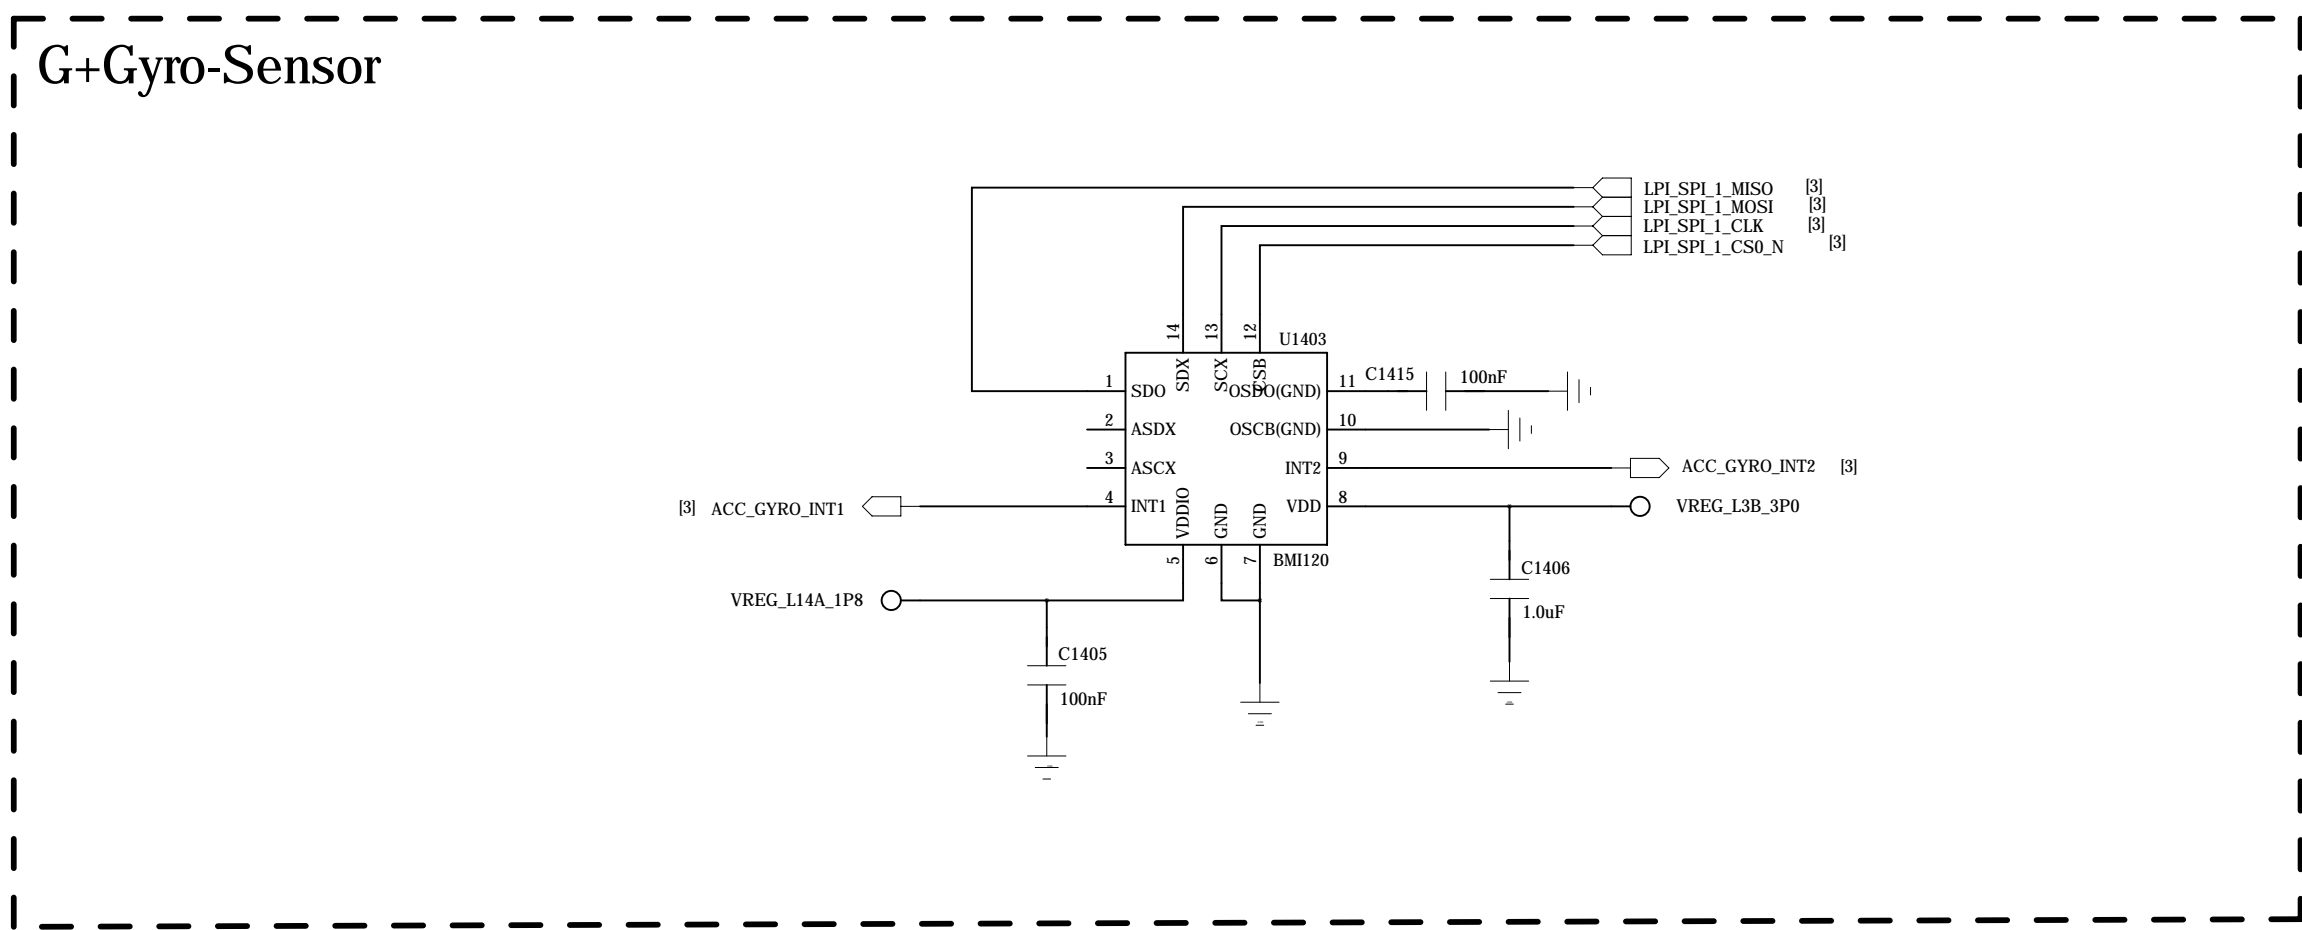 G+Gyro-Sensor
LPI_SPI_1_MISO [3]
LPI_SPI_1_MOSI [3]
LPI_SPI_1_CLK [3]
LPI_SPI_1_CS0_N [3]
14 13 12
U1403
SDX SCX CSB
1 SDO OSDO(GND) 11 C1415 100nF
2 ASDX OSCB(GND) 10
3 ASCX INT2 9 ACC_GYRO_INT2 [3]
[3] ACC_GYRO_INT1 4 INT1 VDD 8 VREG_L3B_3P0
VDDIO GND GND
5 6 7 BMI120
C1406
VREG_L14A_1P8
1.0uF
C1405
100nF